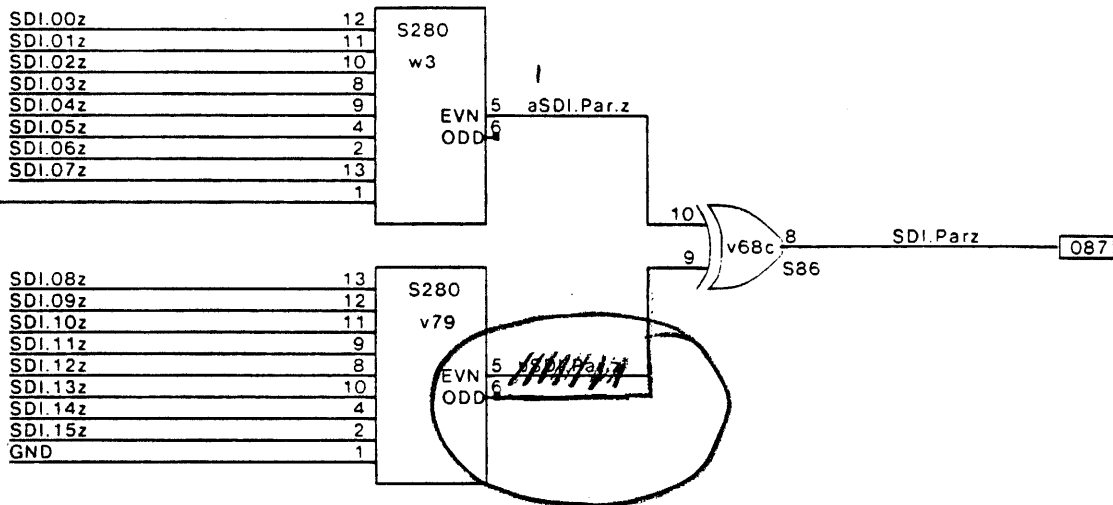 SDI.00z 12
SDI.01z 11
SDI.02z 10
SDI.03z 8
SDI.04z 9
SDI.05z 4
SDI.06z 2
SDI.07z 13
1
S280
w3
EVN 5 aSDI.Par.z
ODD 6
10
9
v68c 8
S86
SDI.Parz
087
SDI.08z 13
SDI.09z 12
SDI.10z 11
SDI.11z 9
SDI.12z 8
SDI.13z 10
SDI.14z 4
SDI.15z 2
GND 1
S280
v79
EVN 5
ODD 6